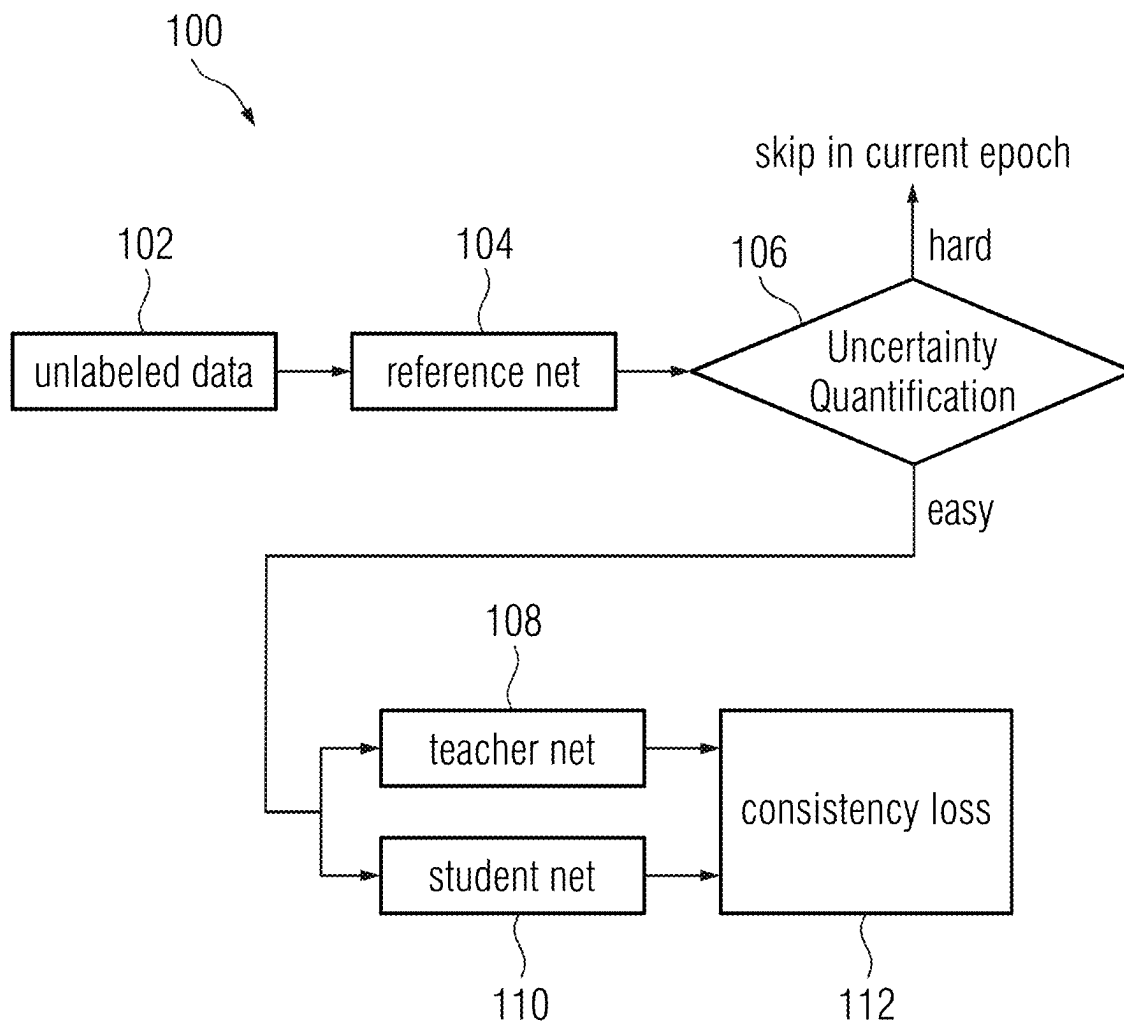 100
skip in current epoch
102
104
106
hard
unlabeled data
reference net
Uncertainty
Quantification
easy
108
teacher net
consistency loss
student net
110
112